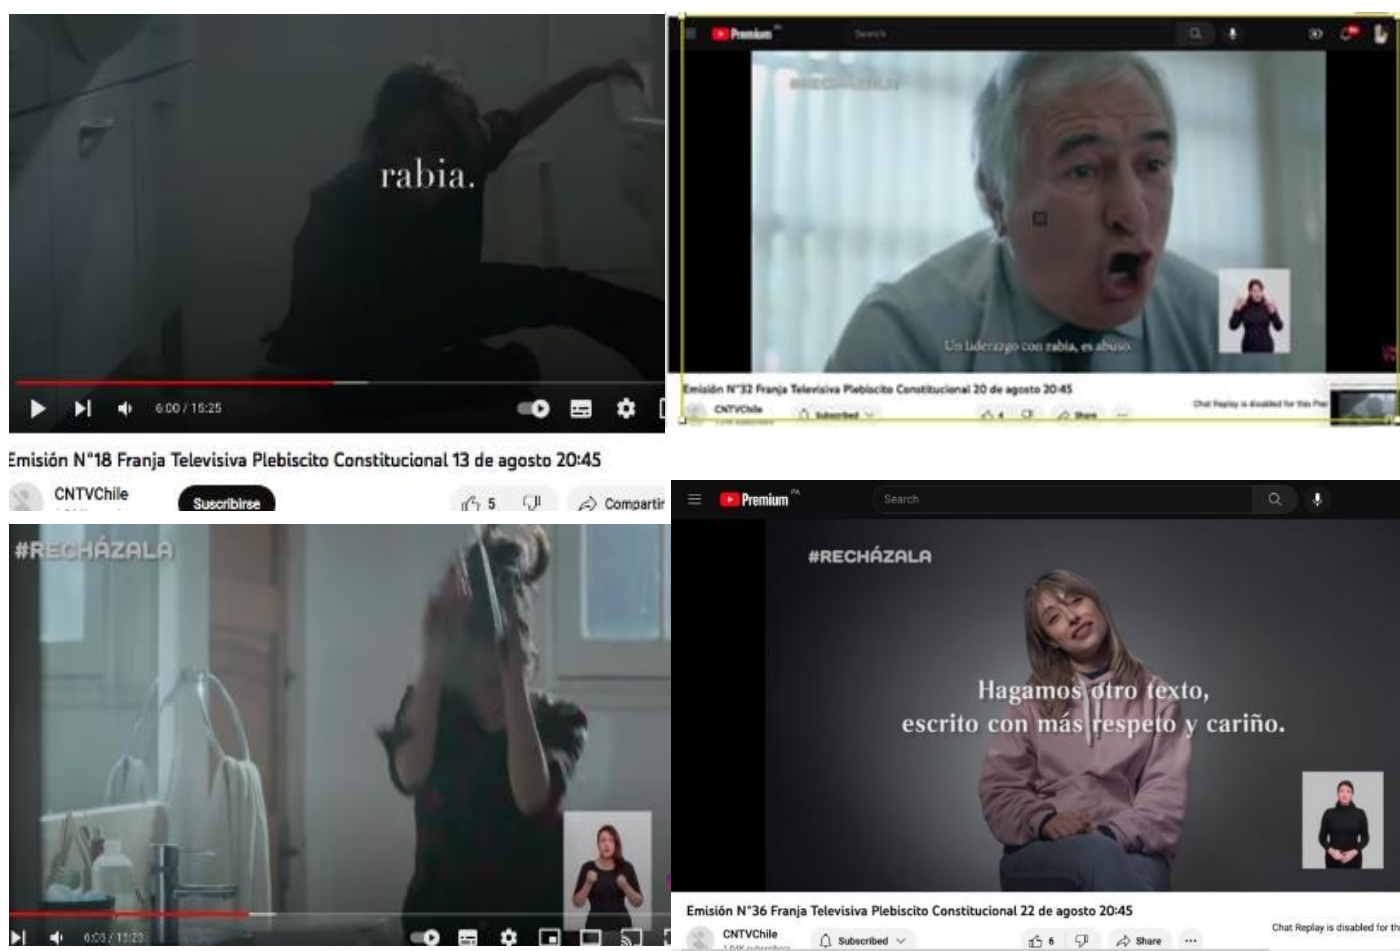 rabia.
6:00 / 15:25
Emisión N°18 Franja Televisiva Plebiscito Constitucional 13 de agosto 20:45
CNTVChile
Suscribirse
5
Compartir
Premium
Search
#RECHÁZALA
Un liderazgo con rabia, es abuso.
Emisión N°32 Franja Televisiva Plebiscito Constitucional 20 de agosto 20:45
CNTVChile
Subscribed
4
Share
Chat Replay is disabled for this Pre
#RECHÁZALA
Premium PA
Search
#RECHÁZALA
Hagamos otro texto,
escrito con más respeto y cariño.
Emisión N°36 Franja Televisiva Plebiscito Constitucional 22 de agosto 20:45
CNTVChile
Subscribed
6
Share
Chat Replay is disabled for